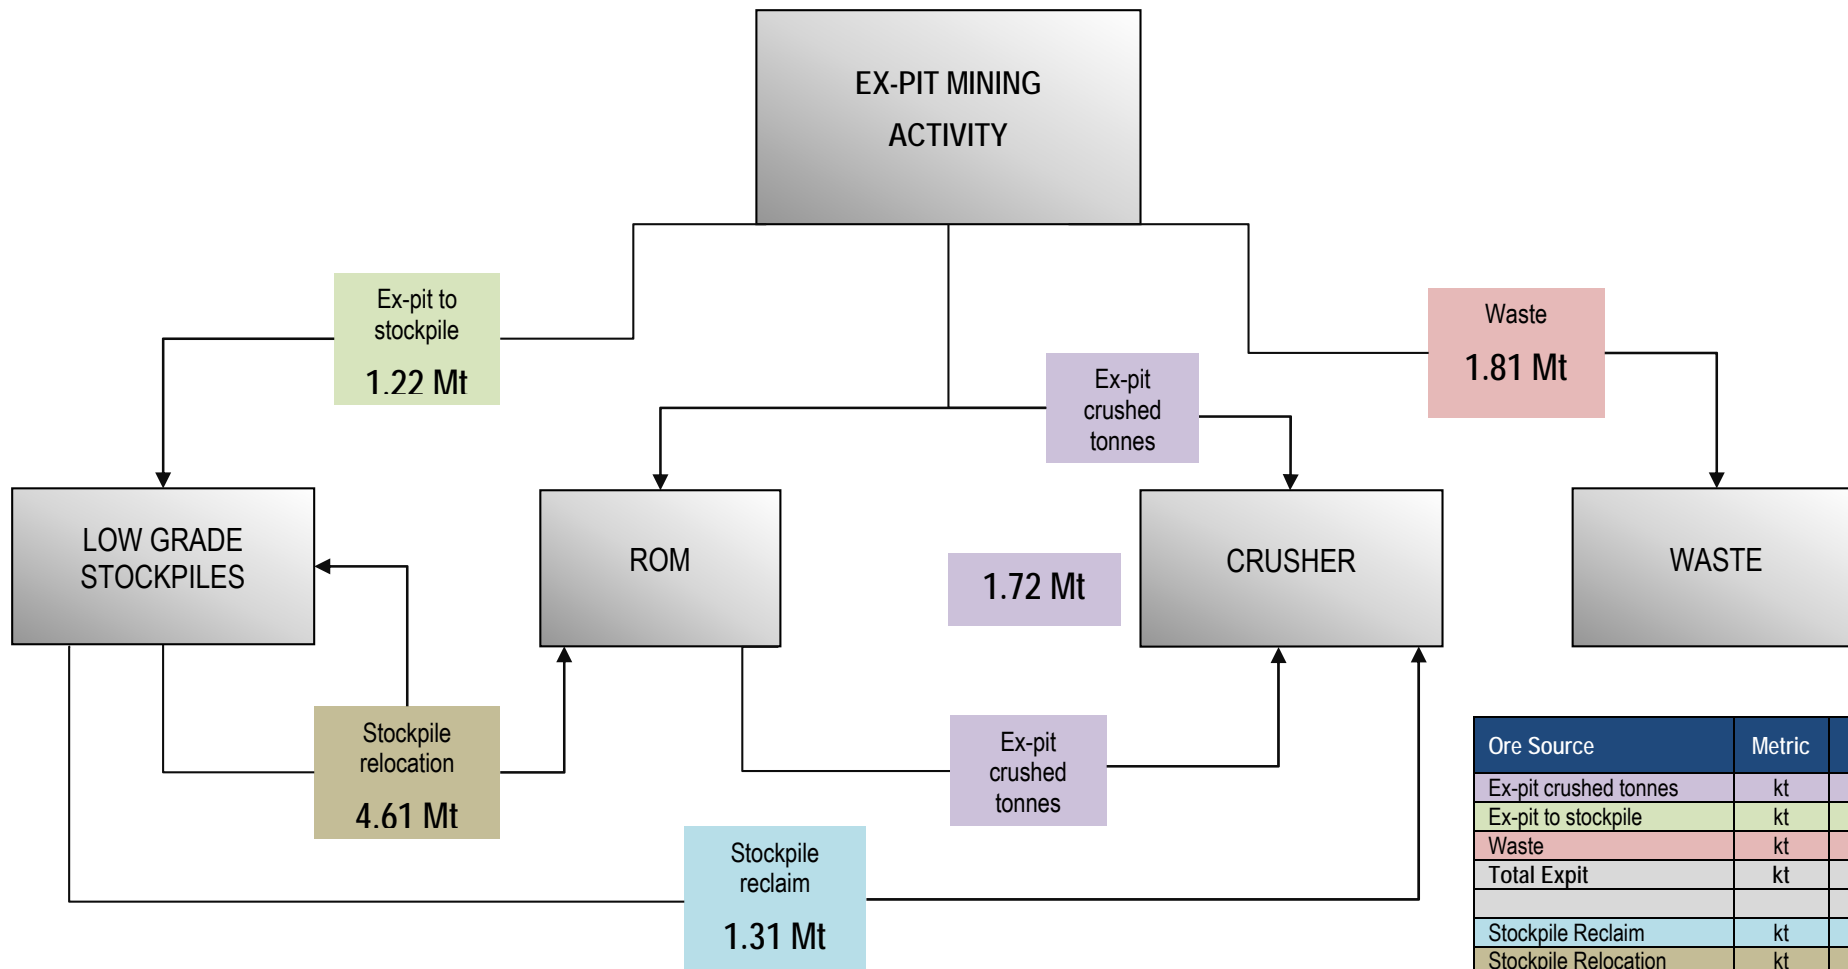 EX-PIT MINING
ACTIVITY
Ex-pit to
stockpile
1.22 Mt
Waste
1.81 Mt
Ex-pit
crushed
tonnes
LOW GRADE
STOCKPILES
ROM
1.72 Mt
CRUSHER
WASTE
Stockpile
relocation
4.61 Mt
Ex-pit
crushed
tonnes
Stockpile
reclaim
1.31 Mt
Ore Source Metric
Ex-pit crushed tonnes kt
Ex-pit to stockpile kt
Waste kt
Total Expit kt
Stockpile Reclaim kt
Stockpile Relocation kt